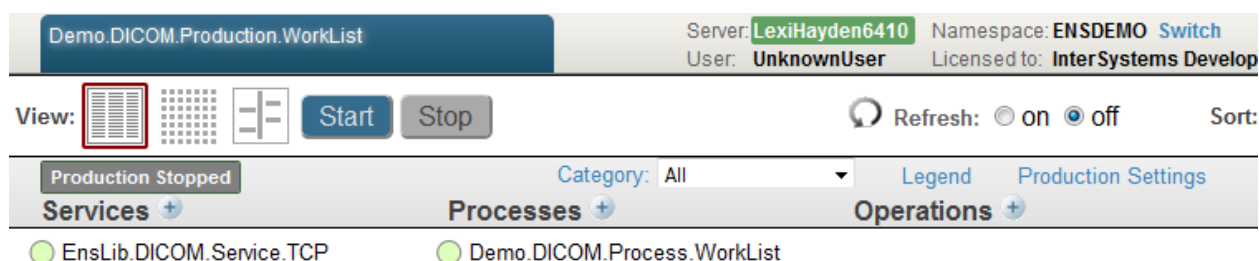 Demo.DICOM.Production.WorkList
Server: LexiHayden6410 Namespace: ENSDEMO Switch
User: UnknownUser Licensed to: InterSystems Develop
View: Start Stop Refresh: on off Sort:
Production Stopped Category: All Legend Production Settings
Services Processes Operations
EnsLib.DICOM.Service.TCP Demo.DICOM.Process.WorkList